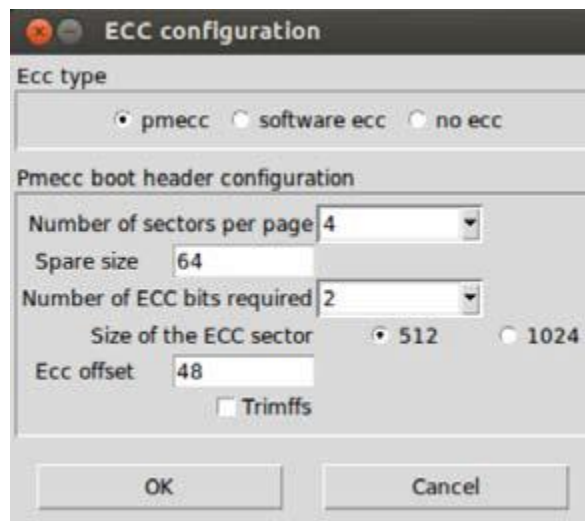 ECC configuration
Ecc type
pmecc software ecc no ecc
Pmecc boot header configuration
Number of sectors per page 4
Spare size 64
Number of ECC bits required 2
Size of the ECC sector 512 1024
Ecc offset 48
Trimffs
OK Cancel